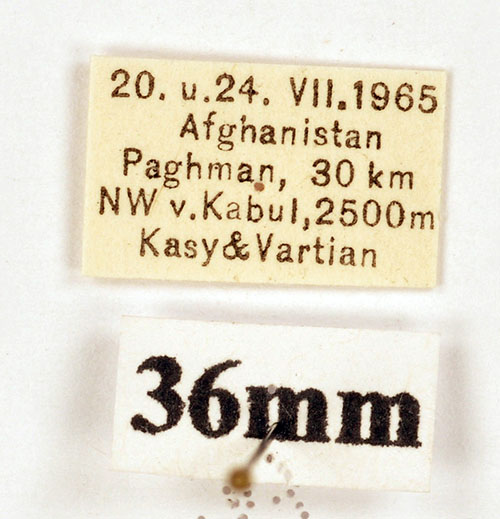 20. u.24. VII.1965
Afghanistan
Paghman, 30 km
NW v.Kabul,2500m
Kasy&Vartian
36mm